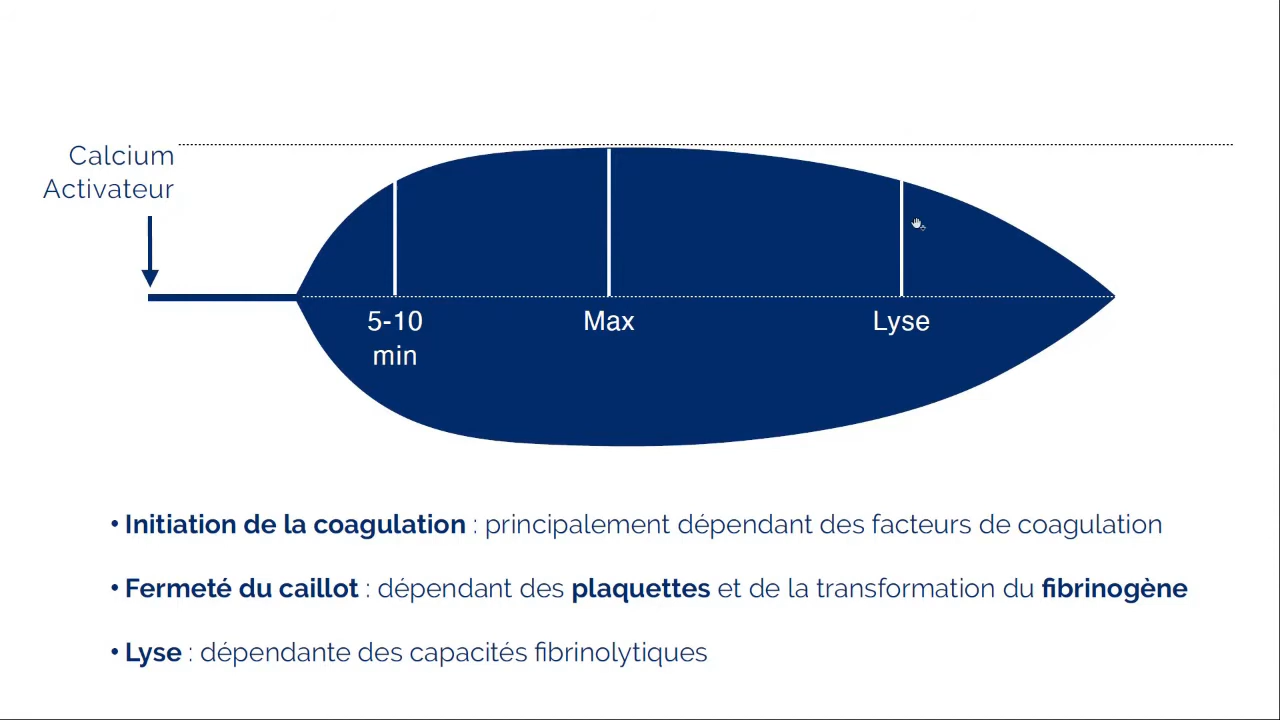 Calcium
Activateur
5-10
min
Max
Lyse
• Initiation de la coagulation : principalement dépendant des facteurs de coagulation
• Fermeté du caillot : dépendant des plaquettes et de la transformation du fibrinogène
• Lyse : dépendante des capacités fibrinolytiques